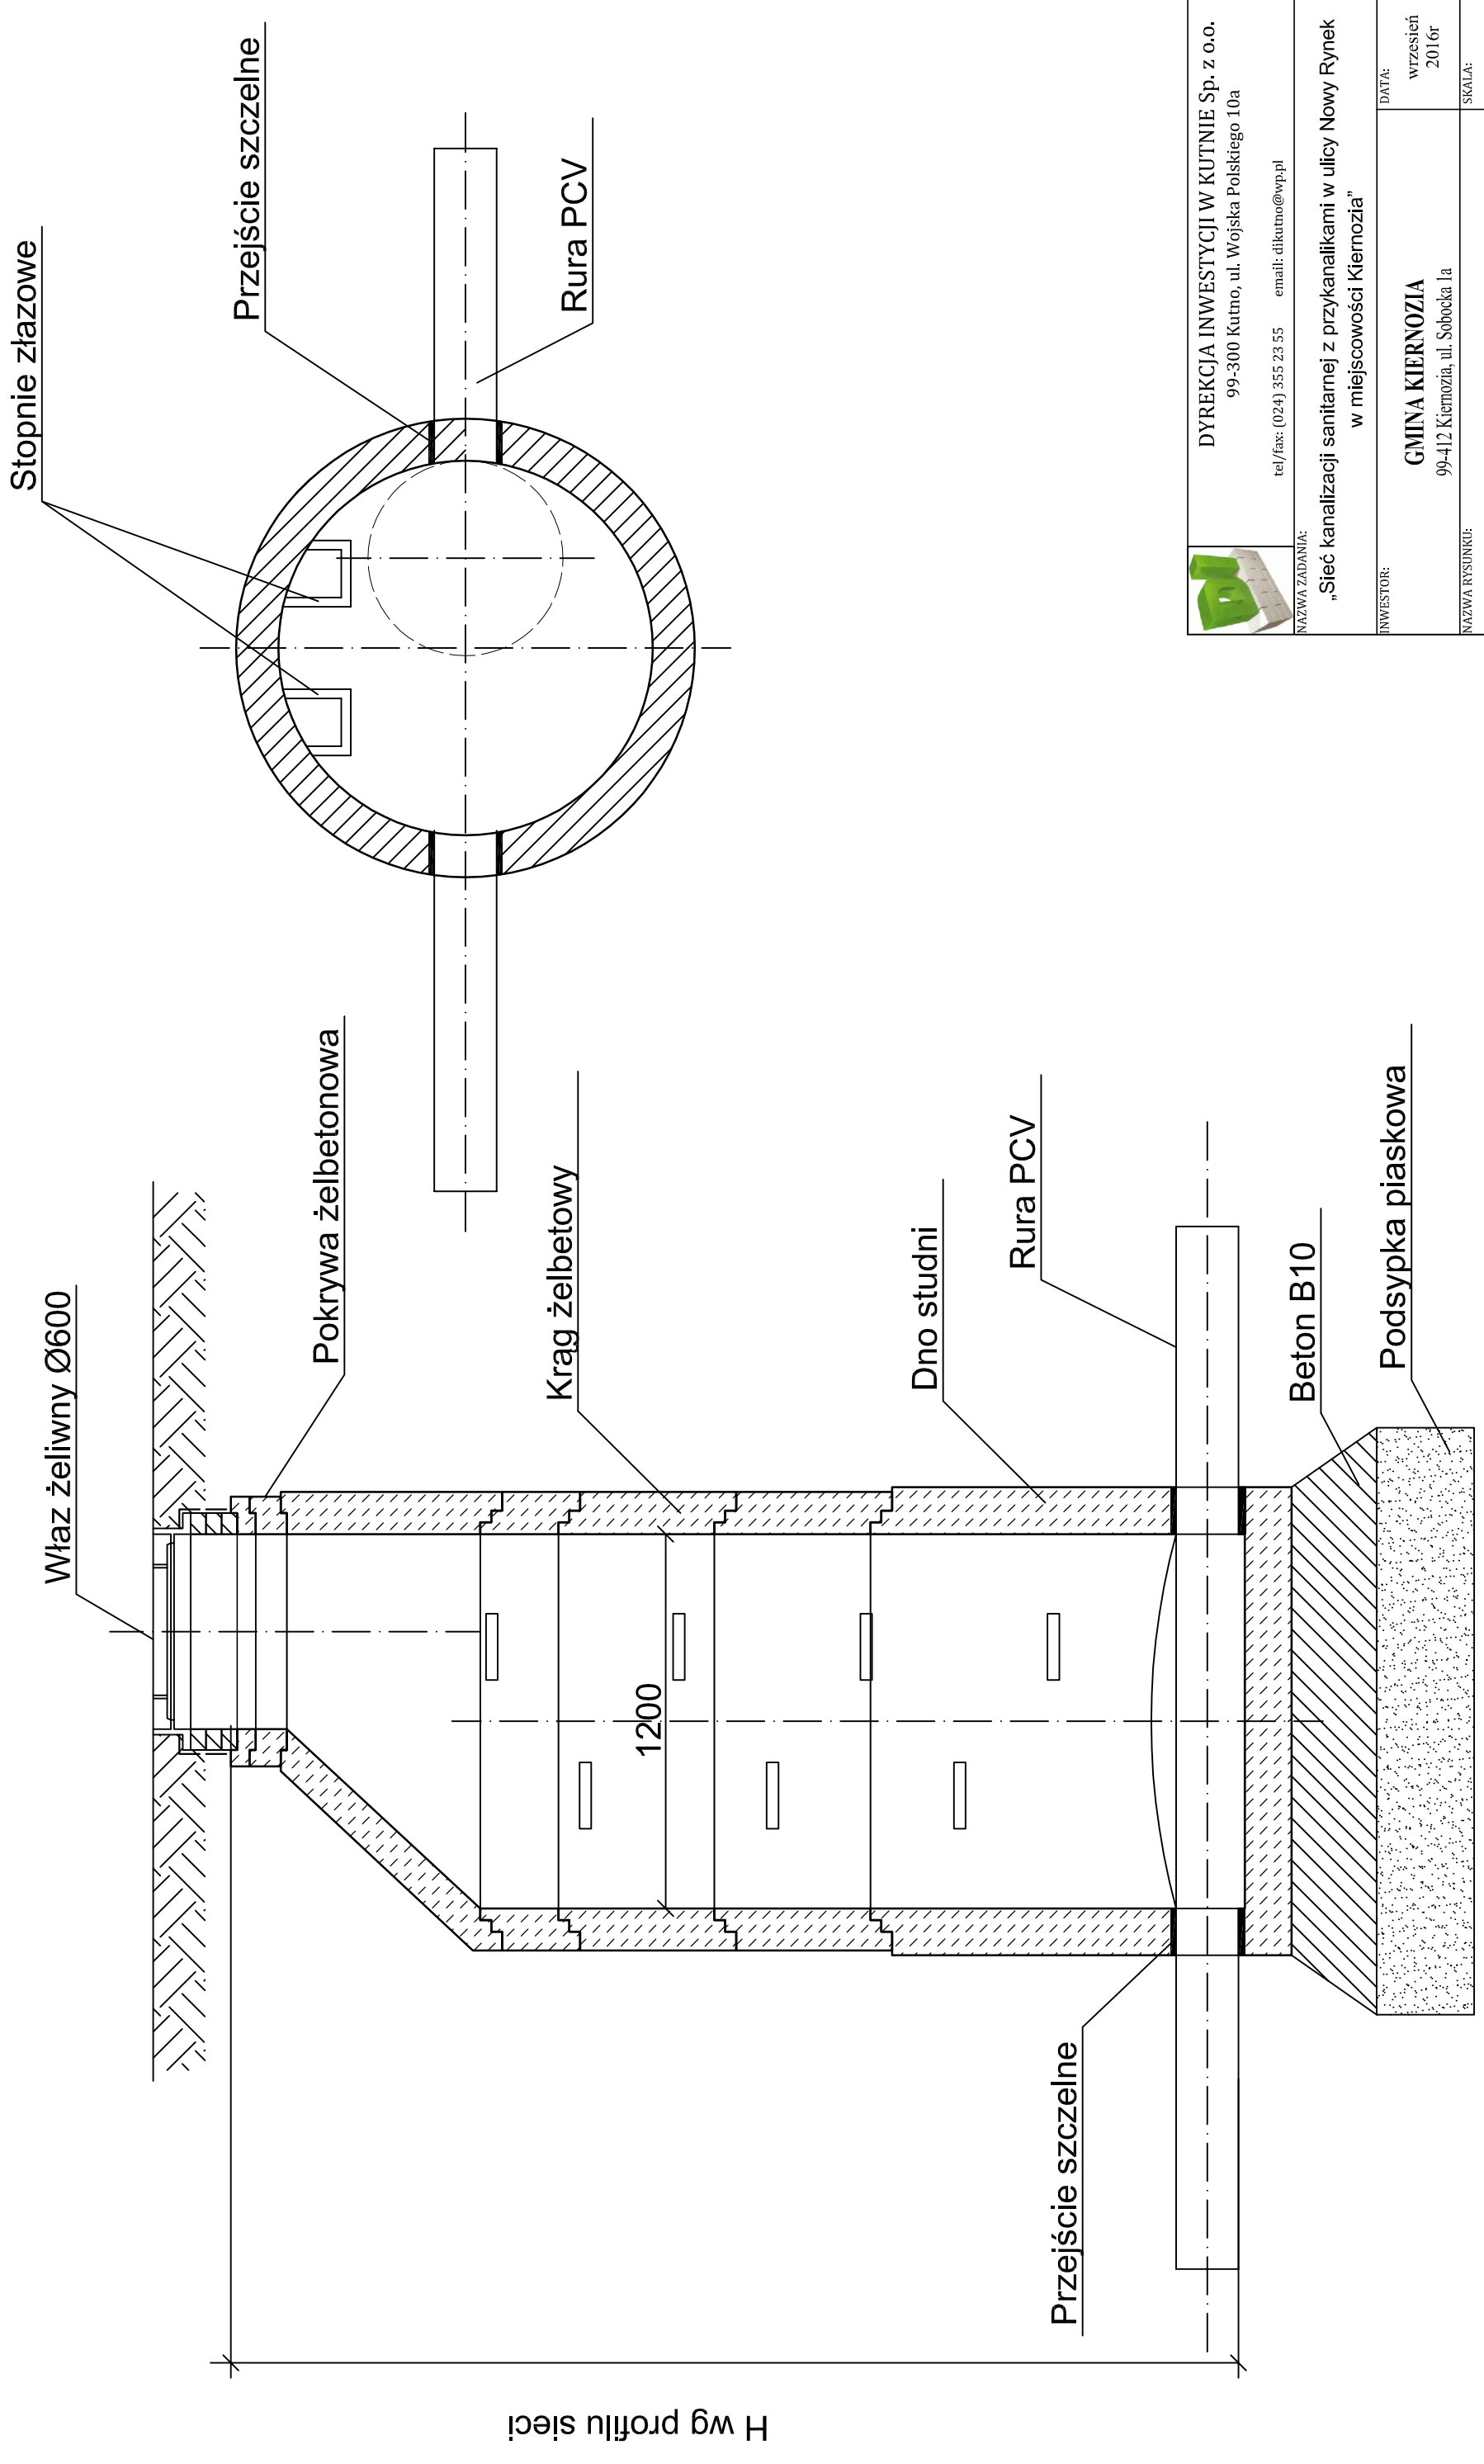 Właz żeliwny Ø600
Pokrywa żelbetonowa
Krąg żelbetowy
Dno studni
Rura PCV
Beton B10
Podsypka piaskowa
Przejście szczelne
1200
H wg profilu sieci
Stopnie złazowe
Przejście szczelne
Rura PCV
DYREKCJA INWESTYCJI W KUTNIE Sp. z o.o.
99-300 Kutno, ul. Wojska Polskiego 10a
tel/fax: (024) 355 23 55 email: dikutno@wp.pl
NAZWA ZADANIA:
„Sieć kanalizacji sanitarnej z przykanalikami w ulicy Nowy Rynek
w miejscowości Kiernozia”
INWESTOR:
GMINA KIERNOZIA
99-412 Kiernozia, ul. Sobocka 1a
DATA:
wrzesień
2016r
NAZWA RYSUNKU:
SKALA: